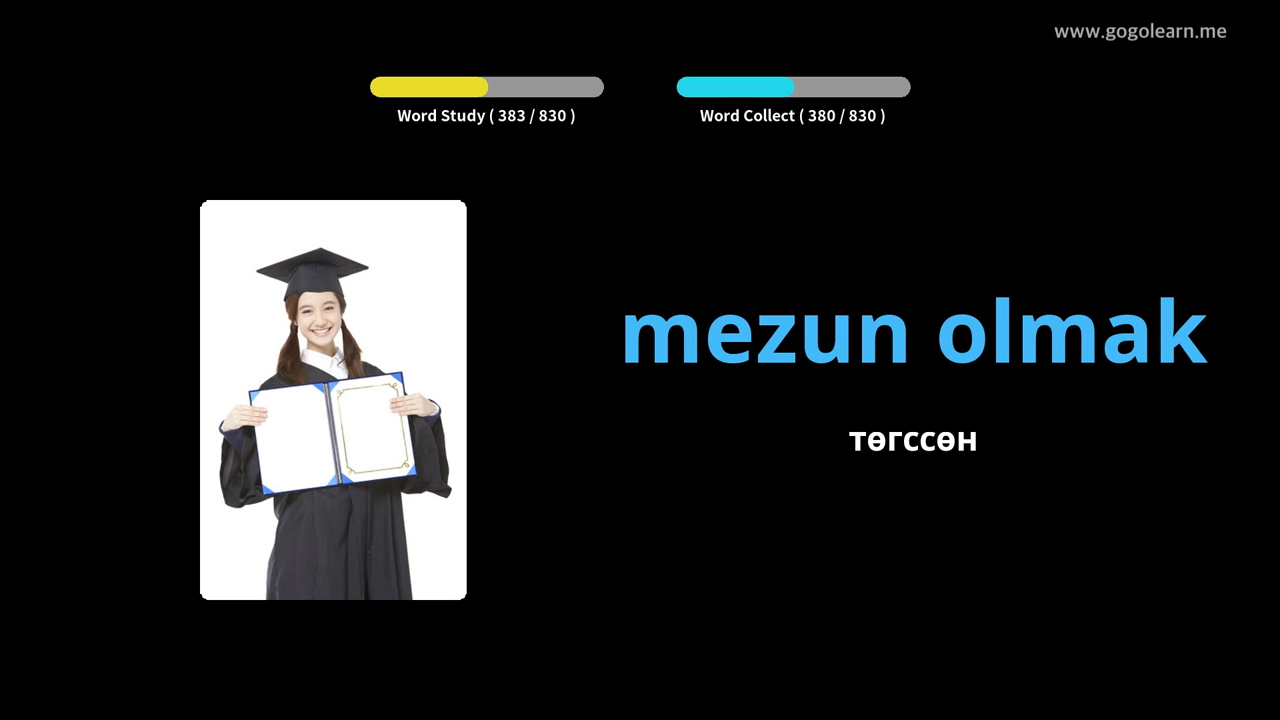 www.gogolearn.me
Word Study ( 383 / 830 )
Word Collect ( 380 / 830 )
mezun olmak
төгссөн